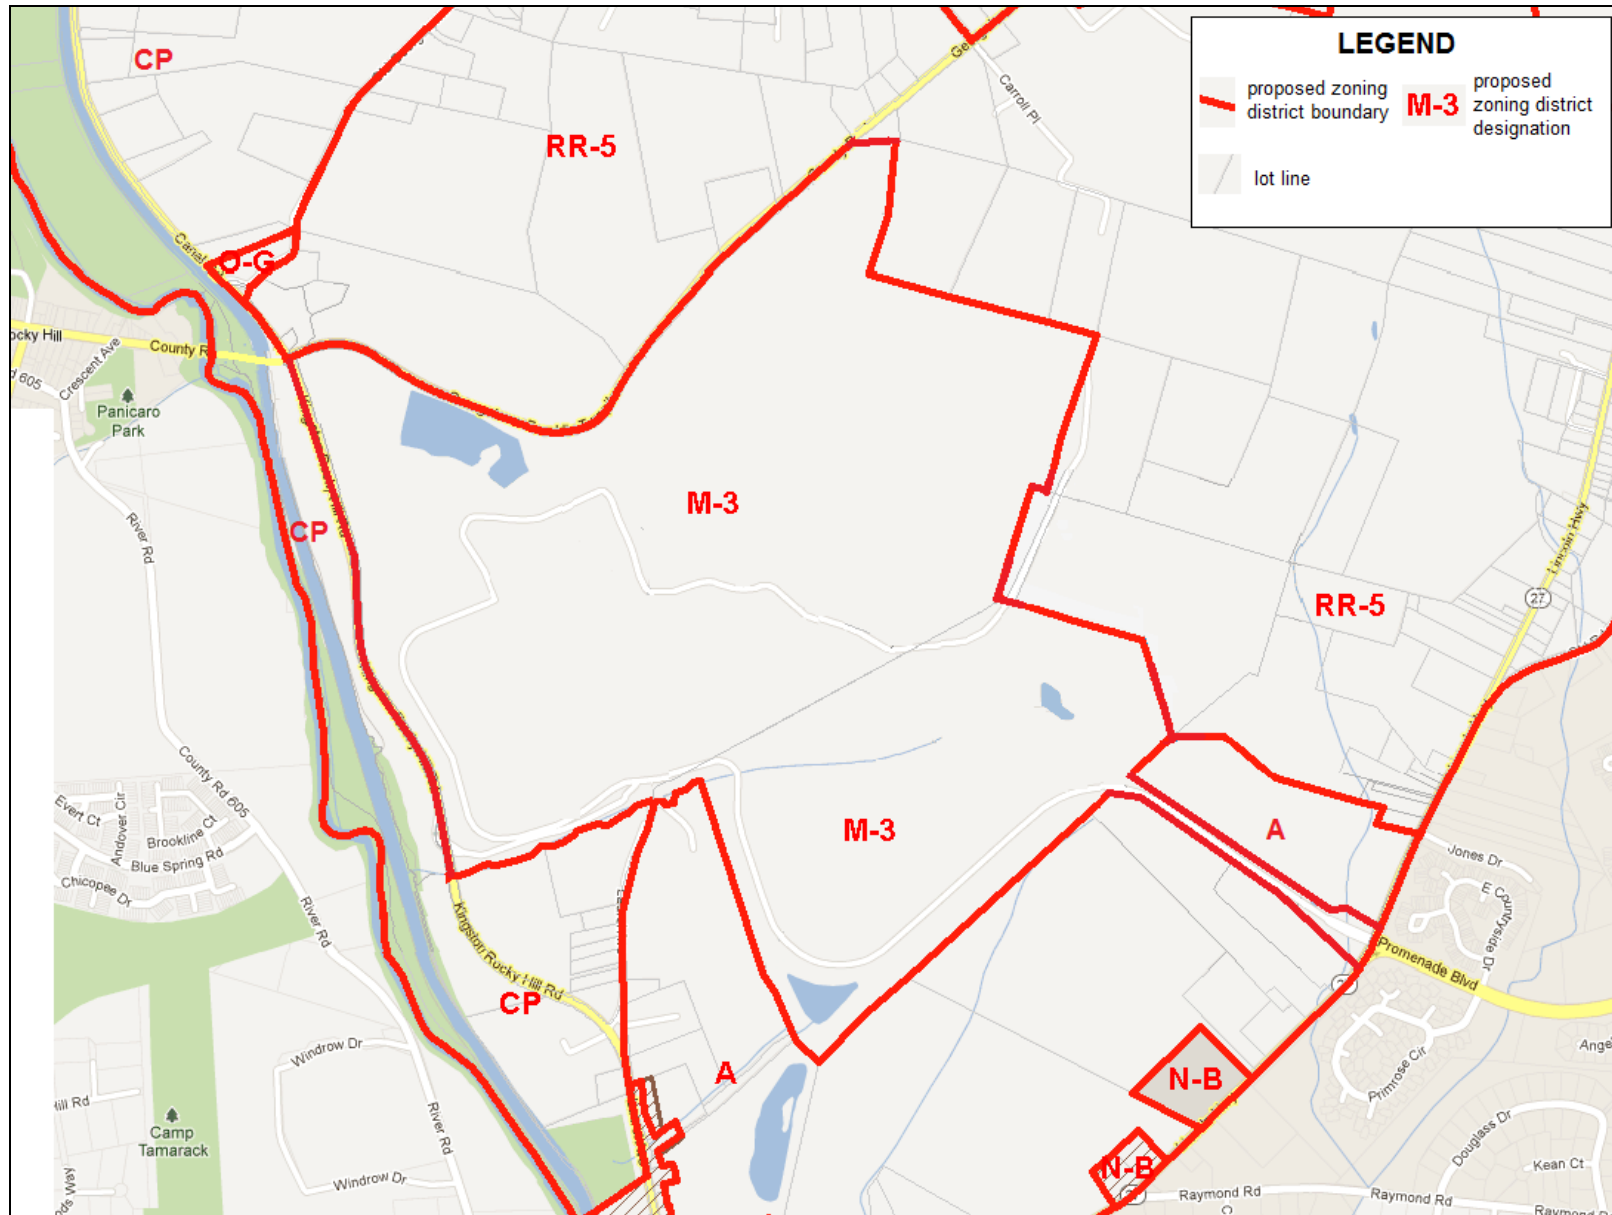 LEGEND
proposed zoning
district boundary
M-3
proposed
zoning district
designation
lot line
CP
RR-5
Carroll Pl
O-G
Rocky Hill
County R
Crescent Ave
d 605
Panicaro
Park
M-3
CP
River Rd
Lincoln Hwy
27
RR-5
County Rd 605
Evert Ct
Andover Cir
Brookline Ct
Blue Spring Rd
Chicopee Dr
M-3
A
Jones Dr
E Countryside Dr
River Rd
Kingston Rocky Hill Rd
CP
Promenade Blvd
Windrow Dr
A
N-B
Primrose Cir
Ange
Hill Rd
Camp
Tamarack
River Rd
Douglass Dr
Kean Ct
N-B
Windrow Dr
Raymond Rd
Raymond Rd
Raymond